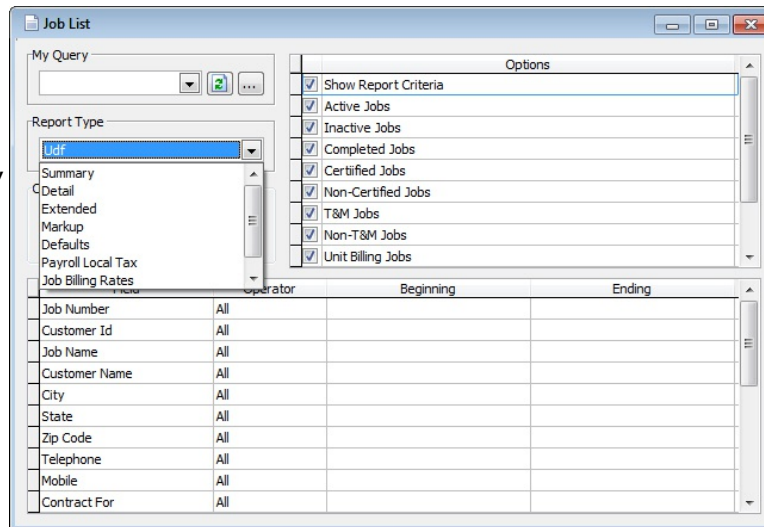 Job List
My Query
Report Type
Udf
Summary
Detail
Extended
Markup
Defaults
Payroll Local Tax
Job Billing Rates
Options
Show Report Criteria
Active Jobs
Inactive Jobs
Completed Jobs
Certiified Jobs
Non-Certified Jobs
T&M Jobs
Non-T&M Jobs
Unit Billing Jobs
Operator Beginning Ending
Job Number All
Customer Id All
Job Name All
Customer Name All
City All
State All
Zip Code All
Telephone All
Mobile All
Contract For All